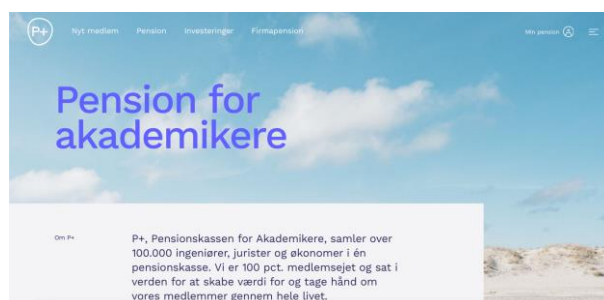 P+
Nyt medlem
Pension
Investeringer
Firmapension
Min pension
Pension for
akademikere
Om P+
P+, Pensionskassen for Akademikere, samler over
100.000 ingeniører, jurister og økonomer i én
pensionskasse. Vi er 100 pct. medlemsejet og sat i
verden for at skabe værdi for og tage hånd om
vores medlemmer gennem hele livet.